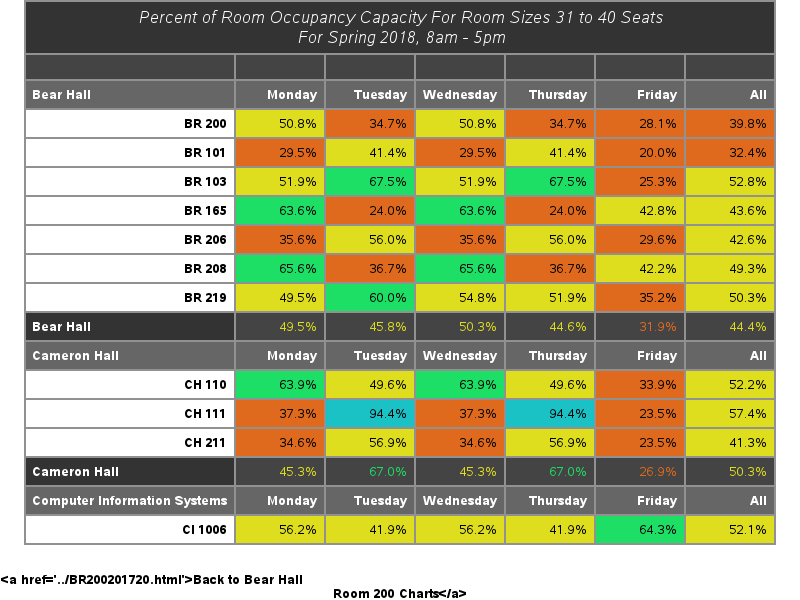 Percent of Room Occupancy Capacity For Room Sizes 31 to 40 Seats
For Spring 2018, 8am - 5pm
Bear Hall Monday Tuesday Wednesday Thursday Friday All
BR 200 50.8% 34.7% 50.8% 34.7% 28.1% 39.8%
BR 101 29.5% 41.4% 29.5% 41.4% 20.0% 32.4%
BR 103 51.9% 67.5% 51.9% 67.5% 25.3% 52.8%
BR 165 63.6% 24.0% 63.6% 24.0% 42.8% 43.6%
BR 206 35.6% 56.0% 35.6% 56.0% 29.6% 42.6%
BR 208 65.6% 36.7% 65.6% 36.7% 42.2% 49.3%
BR 219 49.5% 60.0% 54.8% 51.9% 35.2% 50.3%
Bear Hall 49.5% 45.8% 50.3% 44.6% 31.9% 44.4%
Cameron Hall Monday Tuesday Wednesday Thursday Friday All
CH 110 63.9% 49.6% 63.9% 49.6% 33.9% 52.2%
CH 111 37.3% 94.4% 37.3% 94.4% 23.5% 57.4%
CH 211 34.6% 56.9% 34.6% 56.9% 23.5% 41.3%
Cameron Hall 45.3% 67.0% 45.3% 67.0% 26.9% 50.3%
Computer Information Systems Monday Tuesday Wednesday Thursday Friday All
CI 1006 56.2% 41.9% 56.2% 41.9% 64.3% 52.1%
<a href='../BR200201720.html'>Back to Bear Hall
Room 200 Charts</a>